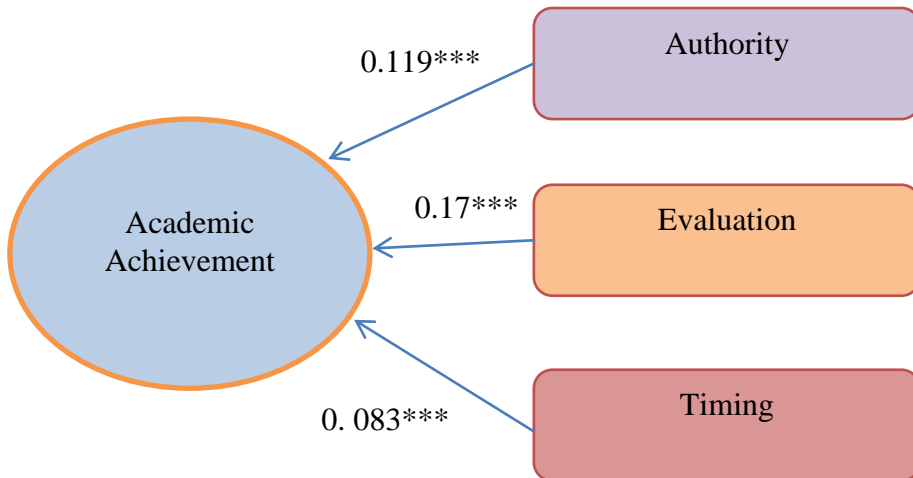 Authority
0.119***
0.17***
Evaluation
Academic
Achievement
Timing
0. 083***